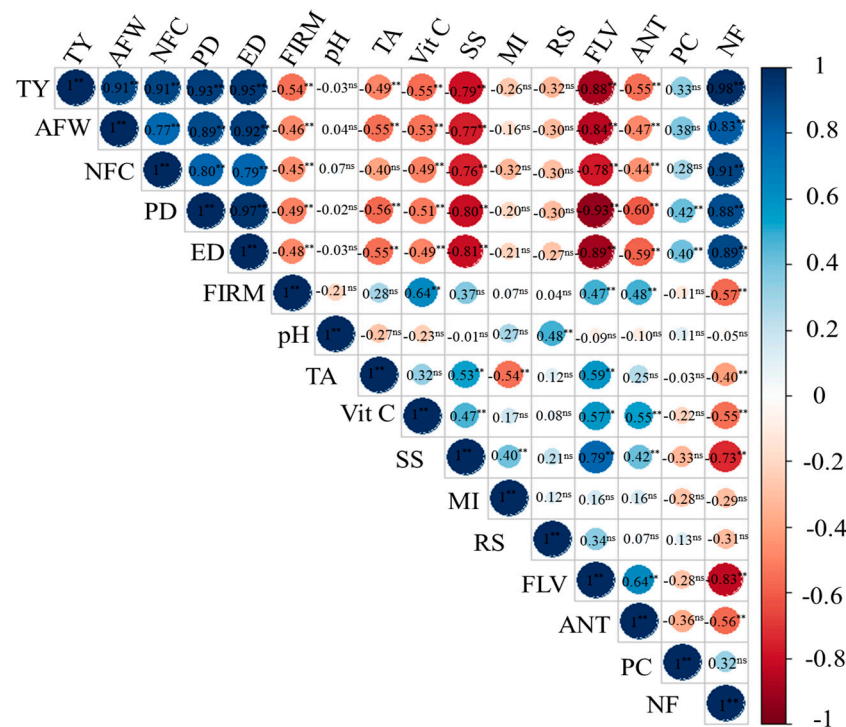 TY AFW NFC PD ED FIRM pH TA Vit C SS MI RS FLV ANT PC NF
TY 1** 0.91** 0.91** 0.93** 0.95** -0.54** -0.03ns -0.49** -0.55** -0.79** -0.26ns -0.32ns -0.88** -0.55** 0.33ns 0.98**
AFW 1** 0.77** 0.89** 0.92** -0.46** 0.04ns -0.55** -0.53** -0.77** -0.16ns -0.30ns -0.84** -0.47** 0.38ns 0.83**
NFC 1** 0.80** 0.79** -0.45** 0.07ns -0.40ns -0.49** -0.76** -0.32ns -0.30ns -0.78** -0.44** 0.28ns 0.91**
PD 1** 0.97** -0.49** -0.02ns -0.56** -0.51** -0.80** -0.20ns -0.30ns -0.93** -0.60** 0.42** 0.88**
ED 1** -0.48** -0.03ns -0.55** -0.49** -0.81** -0.21ns -0.27ns -0.89** -0.59** 0.40** 0.89**
FIRM 1** -0.21ns 0.28ns 0.64** 0.37ns 0.07ns 0.04ns 0.47** 0.48** -0.11ns -0.57**
pH 1** -0.27ns -0.23ns -0.01ns 0.27ns 0.48** -0.09ns -0.10ns 0.11ns -0.05ns
TA 1** 0.32ns 0.53** -0.54** 0.12ns 0.59** 0.25ns -0.03ns -0.40**
Vit C 1** 0.47** 0.17ns 0.08ns 0.57** 0.55** -0.22ns -0.55**
SS 1** 0.40** 0.21ns 0.79** 0.42** -0.33ns -0.73**
MI 1** 0.12ns 0.16ns 0.16ns -0.28ns -0.29ns
RS 1** 0.34ns 0.07ns 0.13ns -0.31ns
FLV 1** 0.64** -0.28ns -0.83**
ANT 1** -0.36ns -0.56**
PC 1** 0.32ns
NF 1**
1
0.8
0.6
0.4
0.2
0
-0.2
-0.4
-0.6
-0.8
-1